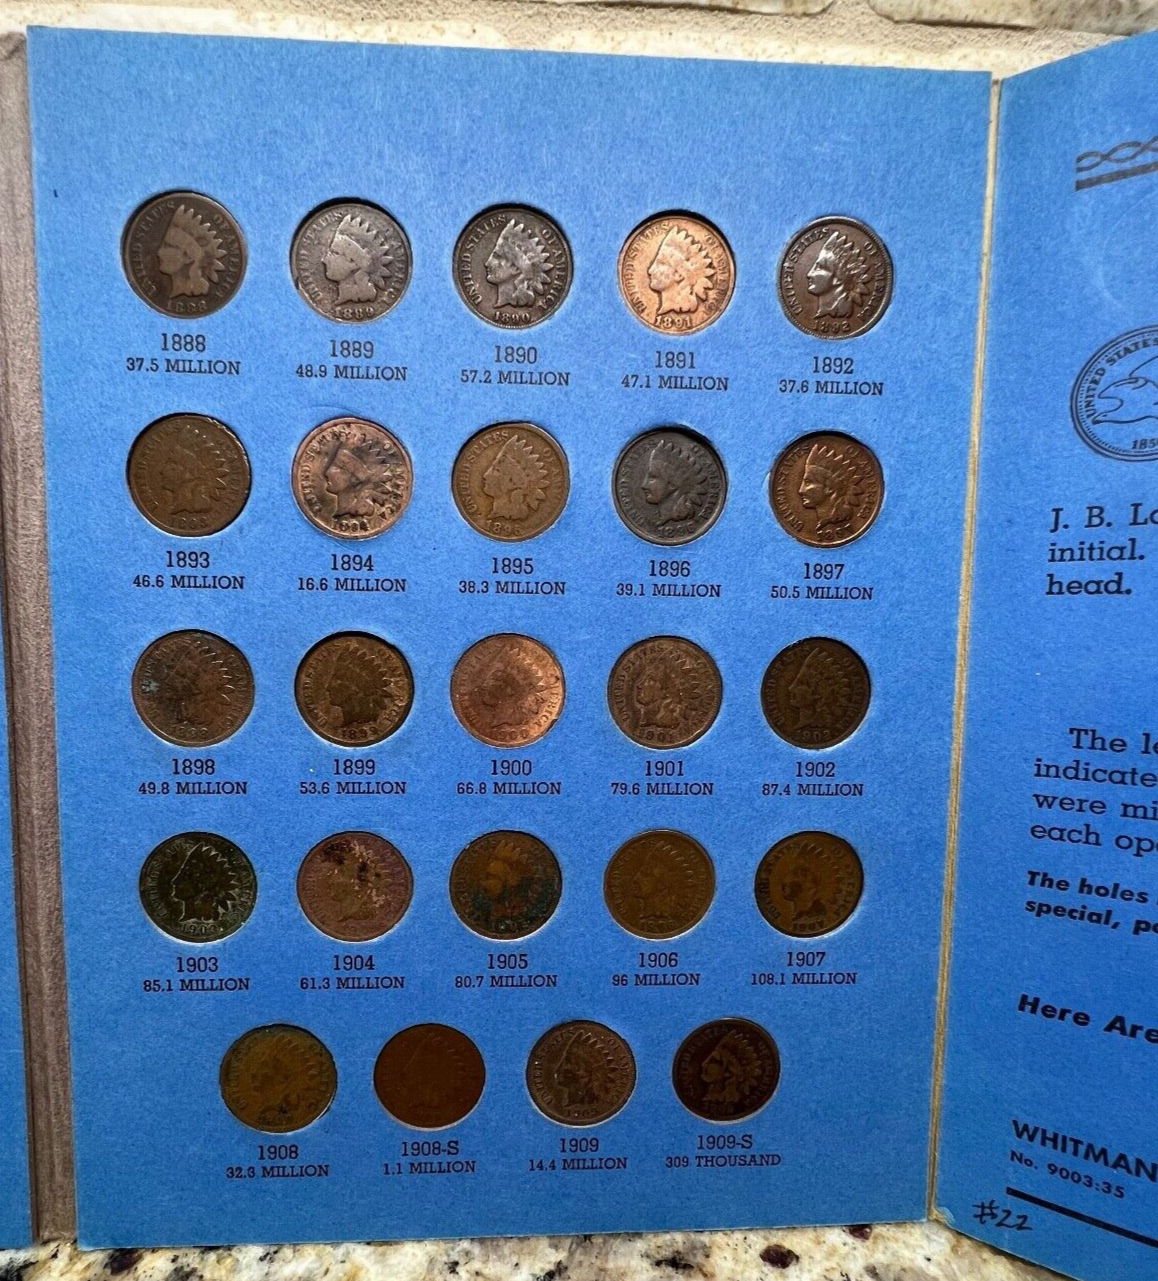 1888
37.5 MILLION
1889
48.9 MILLION
1890
57.2 MILLION
1891
47.1 MILLION
1892
37.6 MILLION
1893
46.6 MILLION
1894
16.6 MILLION
1895
38.3 MILLION
1896
39.1 MILLION
1897
50.5 MILLION
1898
49.8 MILLION
1899
53.6 MILLION
1900
66.8 MILLION
1901
79.6 MILLION
1902
87.4 MILLION
1903
85.1 MILLION
1904
61.3 MILLION
1905
80.7 MILLION
1906
96 MILLION
1907
108.1 MILLION
1908
32.3 MILLION
1908-S
1.1 MILLION
1909
14.4 MILLION
1909-S
309 THOUSAND
UNITED STATES
J. B.
initial.
head.
The
indicate
were
each
The holes
special,
Here Are
WHITMAN
No. 9003:35
#22